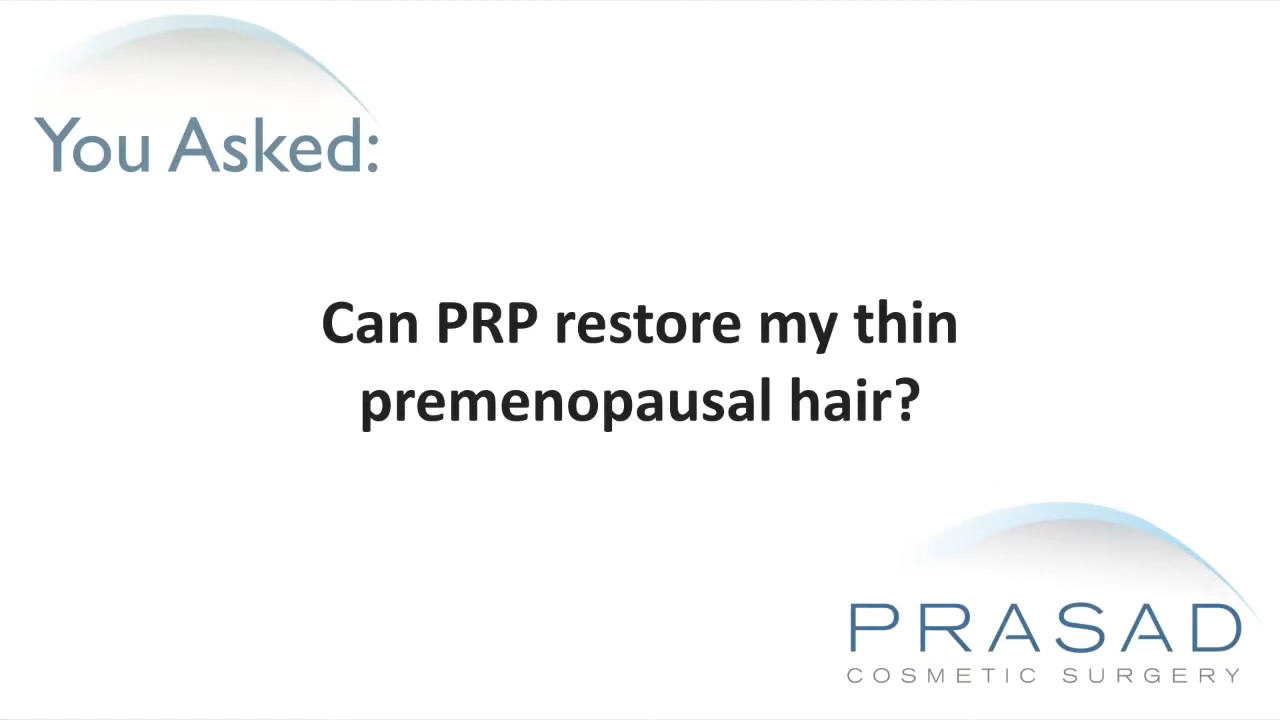 You Asked:
Can PRP restore my thin
premenopausal hair?
PRASAD
COSMETIC SURGERY